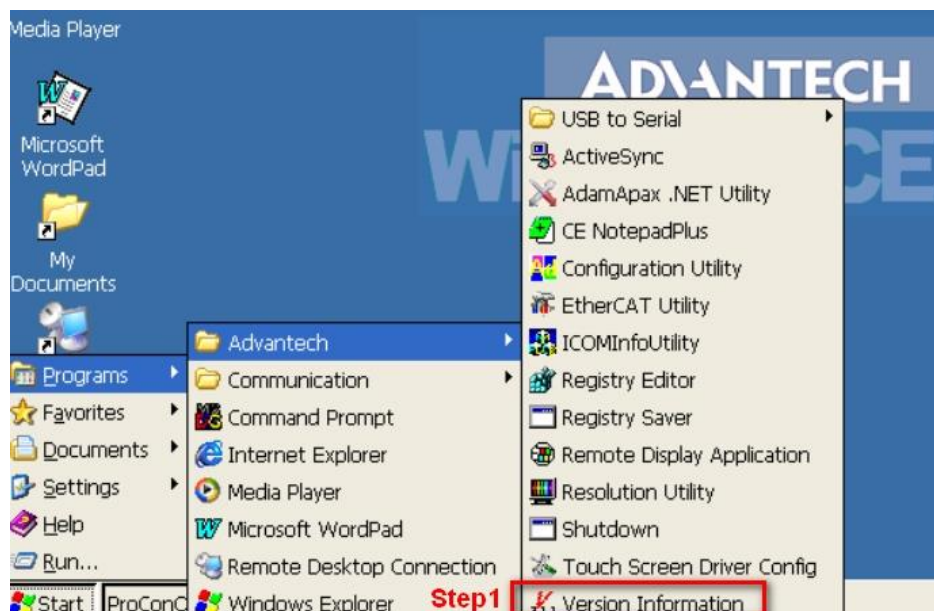 Media Player
Microsoft
WordPad
My
Documents
ADVANTECH
Wi
CE
Programs
Favorites
Documents
Settings
Help
Run...
Start
ProConO
Advantech
Communication
Command Prompt
Internet Explorer
Media Player
Microsoft WordPad
Remote Desktop Connection
Windows Explorer
USB to Serial
ActiveSync
AdamApax .NET Utility
CE NotepadPlus
Configuration Utility
EtherCAT Utility
ICOMInfoUtility
Registry Editor
Registry Saver
Remote Display Application
Resolution Utility
Shutdown
Touch Screen Driver Config
Step1
Version Information